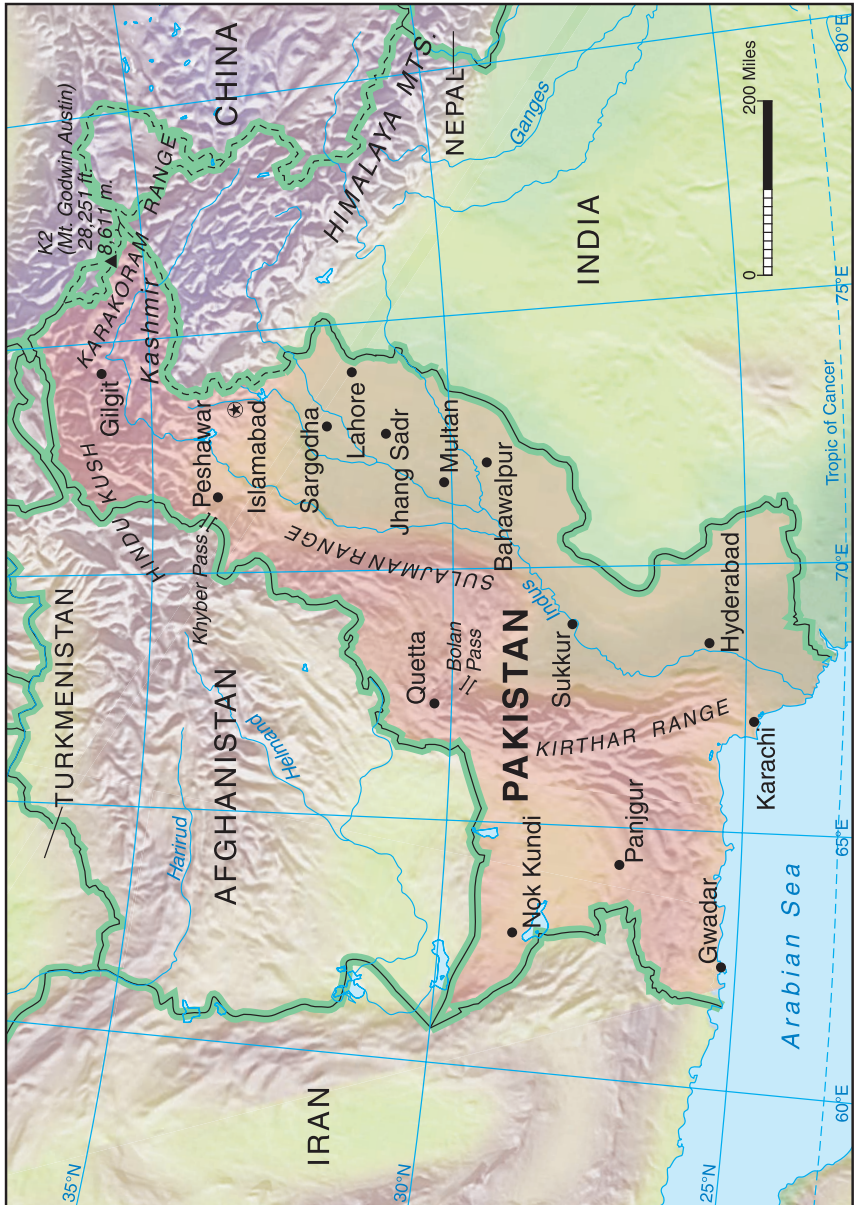 K2
(Mt. Godwin Austin)
28,251 ft.
8,611 m.
CHINA
KARAKORAM RANGE
Kashmir
Gilgit
HIMALAYA MTS.
NEPAL
Ganges
INDIA
0
200 Miles
80°E
75°E
Tropic of Cancer
70°E
65°E
60°E
HINDU KUSH
Peshawar
Islamabad
Khyber Pass
Sargodha
Lahore
Jhang Sadr
Multan
Bahawalpur
SULAJMAN RANGE
Indus
TURKMENISTAN
AFGHANISTAN
Helmand
Harirud
Quetta
Bolan
Pass
PAKISTAN
Sukkur
Hyderabad
KIRTHAR RANGE
Karachi
Nok Kundi
Panjgur
Gwadar
Arabian Sea
IRAN
35°N
30°N
25°N